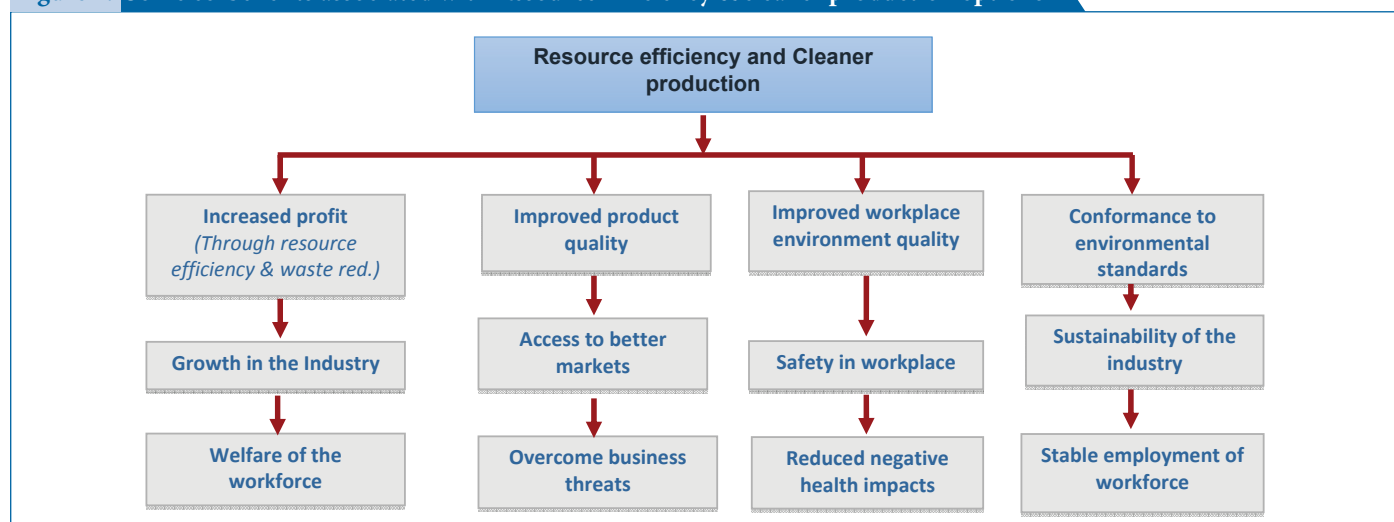 Resource efficiency and Cleaner
production
Increased profit
(Through resource
efficiency & waste red.)
Improved product
quality
Improved workplace
environment quality
Conformance to
environmental
standards
Growth in the Industry
Access to better
markets
Safety in workplace
Sustainability of the
industry
Welfare of the
workforce
Overcome business
threats
Reduced negative
health impacts
Stable employment of
workforce